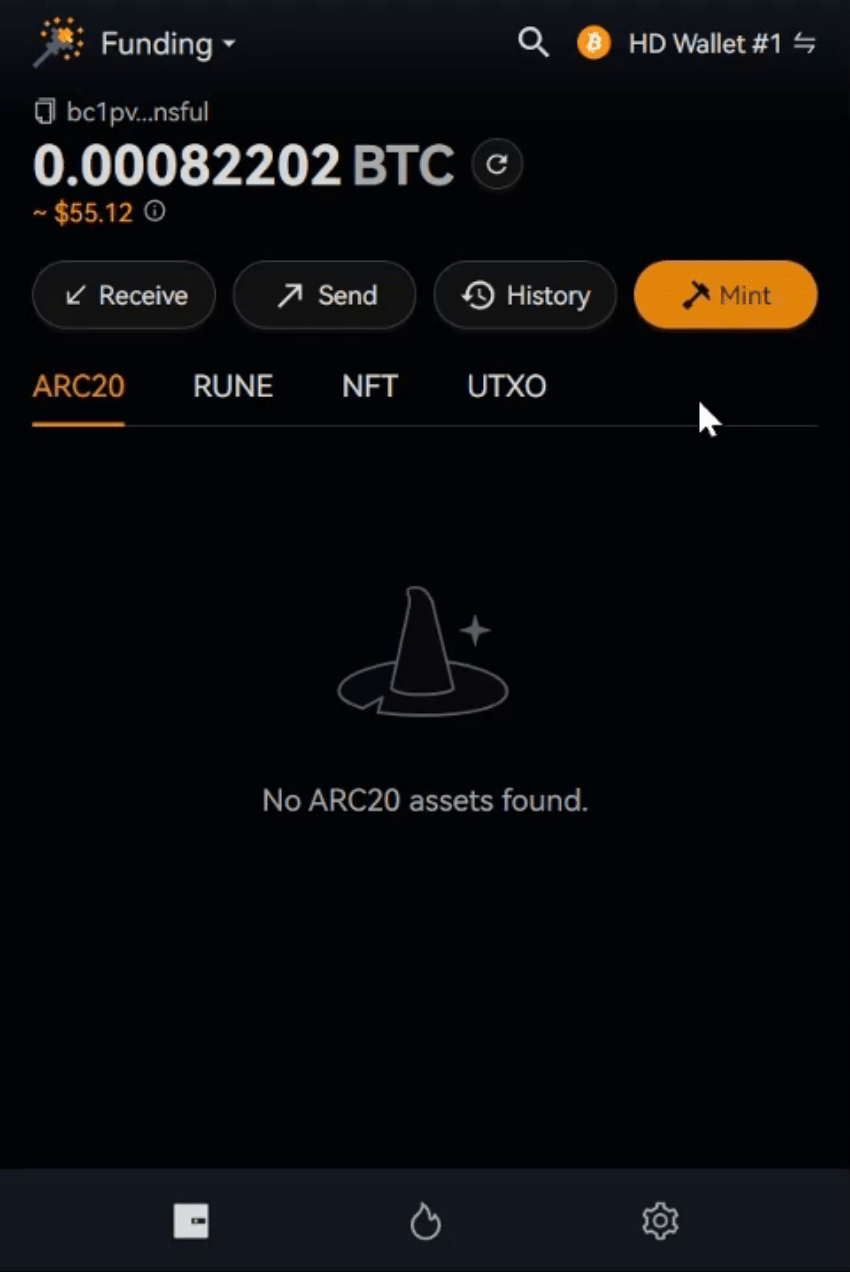 Funding HD Wallet #1
bc1pv...nsful
0.00082202 BTC
~ $55.12
Receive Send History Mint
ARC20 RUNE NFT UTXO
No ARC20 assets found.